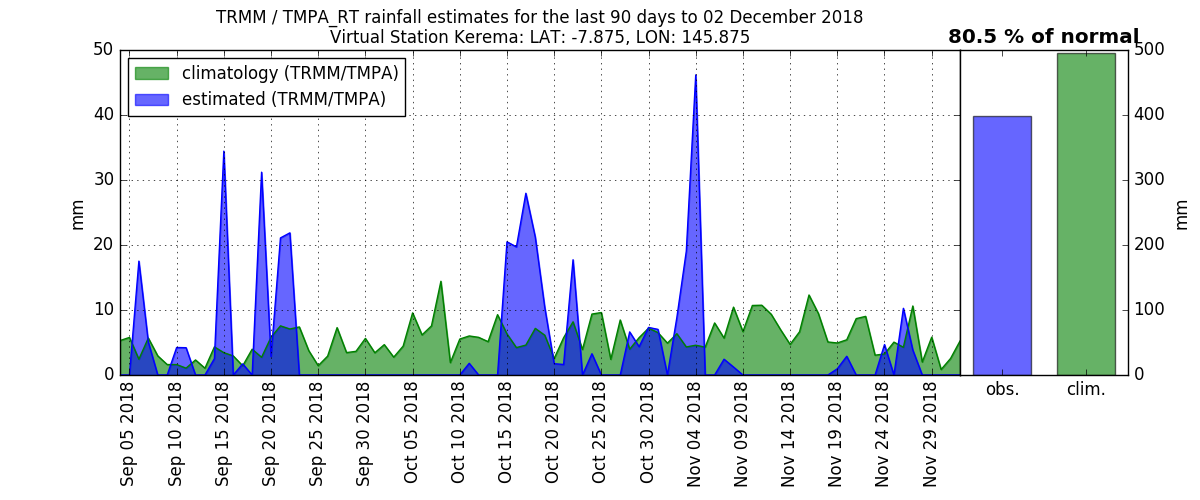 TRMM / TMPA_RT rainfall estimates for the last 90 days to 02 December 2018
Virtual Station Kerema: LAT: -7.875, LON: 145.875
80.5 % of normal
climatology (TRMM/TMPA)
estimated (TRMM/TMPA)
50
40
30
20
10
0
mm
Sep 05 2018
Sep 10 2018
Sep 15 2018
Sep 20 2018
Sep 25 2018
Sep 30 2018
Oct 05 2018
Oct 10 2018
Oct 15 2018
Oct 20 2018
Oct 25 2018
Oct 30 2018
Nov 04 2018
Nov 09 2018
Nov 14 2018
Nov 19 2018
Nov 24 2018
Nov 29 2018
obs.
clim.
500
400
300
200
100
0
mm